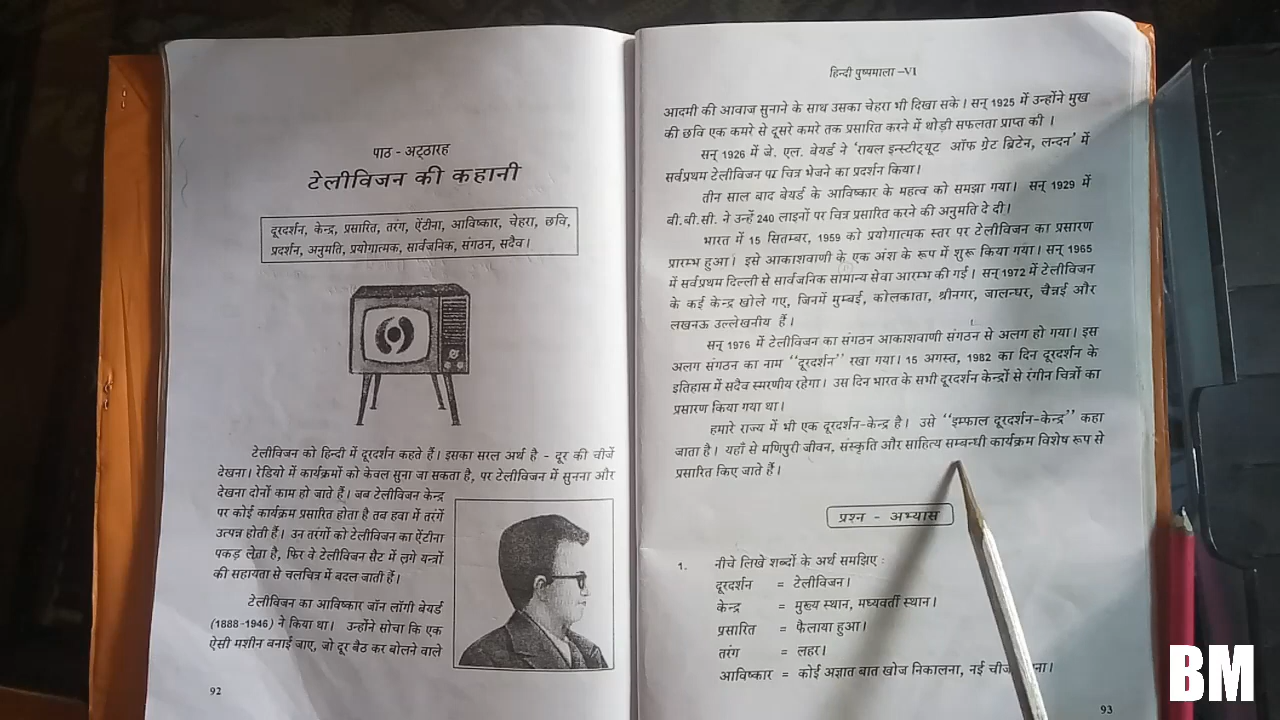 पाठ - अट्ठारह
टेलीविजन की कहानी
दूरदर्शन, केन्द्र, प्रसारित, तरंग, ऐंटीना, आविष्कार, चेहरा, छवि,
प्रदर्शन, अनुमति, प्रयोगात्मक, सार्वजनिक, संगठन, सदैव।
टेलीविजन को हिन्दी में दूरदर्शन कहते हैं। इसका सरल अर्थ है - दूर की चीजें
देखना। रेडियो में कार्यक्रमों को केवल सुना जा सकता है, पर टेलीविजन में सुनना और
देखना दोनों काम हो जाते हैं। जब टेलीविजन केन्द्र
पर कोई कार्यक्रम प्रसारित होता है तब हवा में तरंगें
उत्पन्न होती हैं। उन तरंगों को टेलीविजन का ऐंटीना
पकड़ लेता है, फिर वे टेलीविजन सैट में लगे यन्त्रों
की सहायता से चलचित्र में बदल जाती हैं।
टेलीविजन का आविष्कार जॉन लॉगी बेयर्ड
(1888-1946) ने किया था। उन्होंने सोचा कि एक
ऐसी मशीन बनाई जाए, जो दूर बैठ कर बोलने वाले
92
हिन्दी पुष्पमाला –VI
आदमी की आवाज सुनाने के साथ उसका चेहरा भी दिखा सके। सन् 1925 में उन्होंने मुख
की छवि एक कमरे से दूसरे कमरे तक प्रसारित करने में थोड़ी सफलता प्राप्त की ।
सन् 1926 में जे. एल. बेयर्ड ने ‘रायल इन्स्टीट्यूट ऑफ ग्रेट ब्रिटेन, लन्दन’ में
सर्वप्रथम टेलीविजन पर चित्र भेजने का प्रदर्शन किया।
तीन साल बाद बेयर्ड के आविष्कार के महत्व को समझा गया। सन् 1929 में
बी.बी.सी. ने उन्हें 240 लाइनों पर चित्र प्रसारित करने की अनुमति दे दी।
भारत में 15 सितम्बर, 1959 को प्रयोगात्मक स्तर पर टेलीविजन का प्रसारण
प्रारम्भ हुआ। इसे आकाशवाणी के एक अंश के रूप में शुरू किया गया। सन् 1965
में सर्वप्रथम दिल्ली से सार्वजनिक सामान्य सेवा आरम्भ की गई। सन् 1972 में टेलीविजन
के कई केन्द्र खोले गए, जिनमें मुम्बई, कोलकाता, श्रीनगर, जालन्धर, चैन्नई और
लखनऊ उल्लेखनीय हैं।
सन् 1976 में टेलीविजन का संगठन आकाशवाणी संगठन से अलग हो गया। इस
अलग संगठन का नाम ‘‘दूरदर्शन’’ रखा गया। 15 अगस्त, 1982 का दिन दूरदर्शन के
इतिहास में सदैव स्मरणीय रहेगा। उस दिन भारत के सभी दूरदर्शन केन्द्रों से रंगीन चित्रों का
प्रसारण किया गया था।
हमारे राज्य में भी एक दूरदर्शन-केन्द्र है। उसे ‘‘इम्फाल दूरदर्शन-केन्द्र’’ कहा
जाता है। यहाँ से मणिपुरी जीवन, संस्कृति और साहित्य सम्बन्धी कार्यक्रम विशेष रूप से
प्रसारित किए जाते हैं।
प्रश्न - अभ्यास
1. नीचे लिखे शब्दों के अर्थ समझिए :
दूरदर्शन = टेलीविजन।
केन्द्र = मुख्य स्थान, मध्यवर्ती स्थान।
प्रसारित = फैलाया हुआ।
तरंग = लहर।
आविष्कार = कोई अज्ञात बात खोज निकालना, नई चीज
93
BM